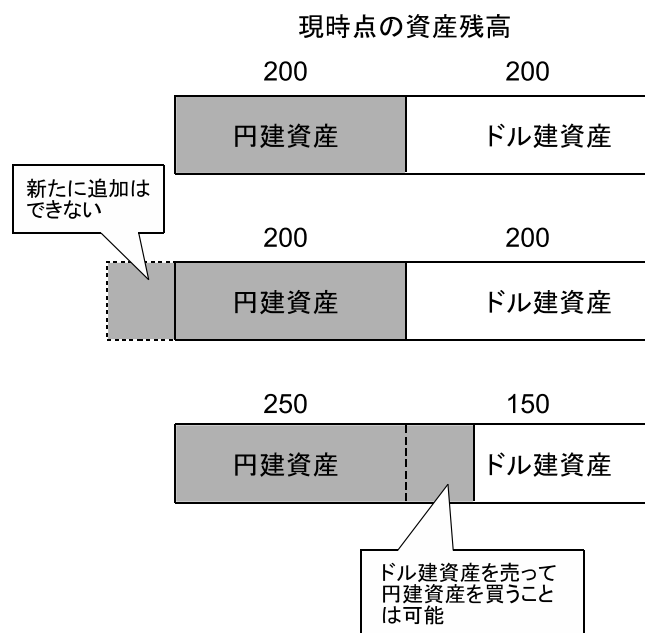 現時点の資産残高
200 200
円建資産 ドル建資産
新たに追加は
できない
200 200
円建資産 ドル建資産
250 150
円建資産 ドル建資産
ドル建資産を売って
円建資産を買うこと
は可能